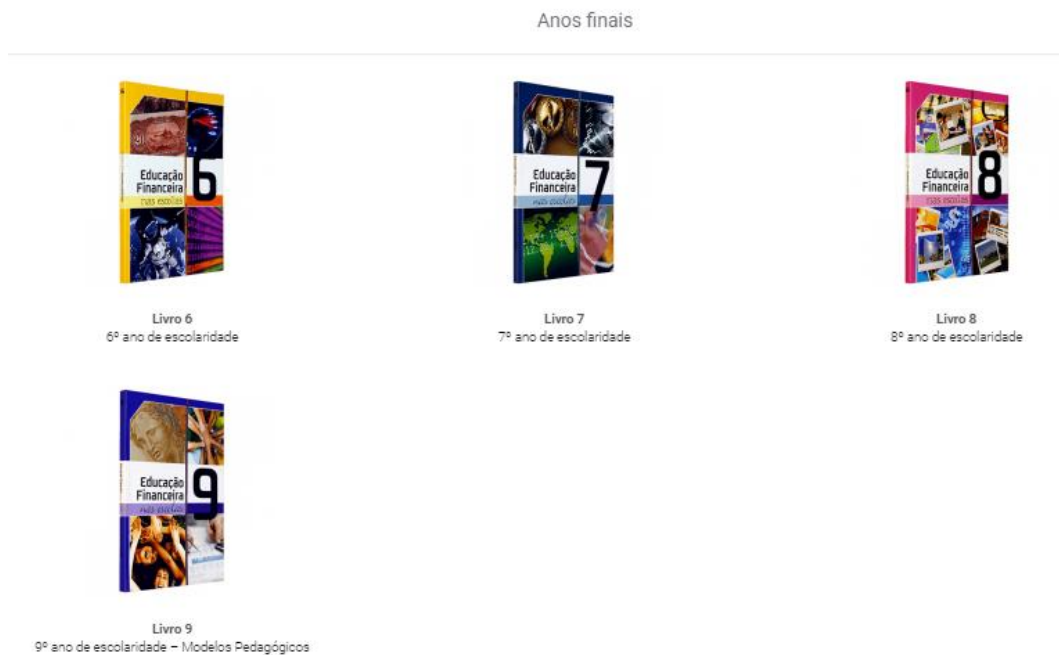 Anos finais
Educação
Financeira
nas escolas
6
Livro 6
6º ano de escolaridade
Educação
Financeira
nas escolas
7
Livro 7
7º ano de escolaridade
Educação
Financeira
nas escolas
8
Livro 8
8º ano de escolaridade
Educação
Financeira
nas escolas
9
Livro 9
9º ano de escolaridade – Modelos Pedagógicos